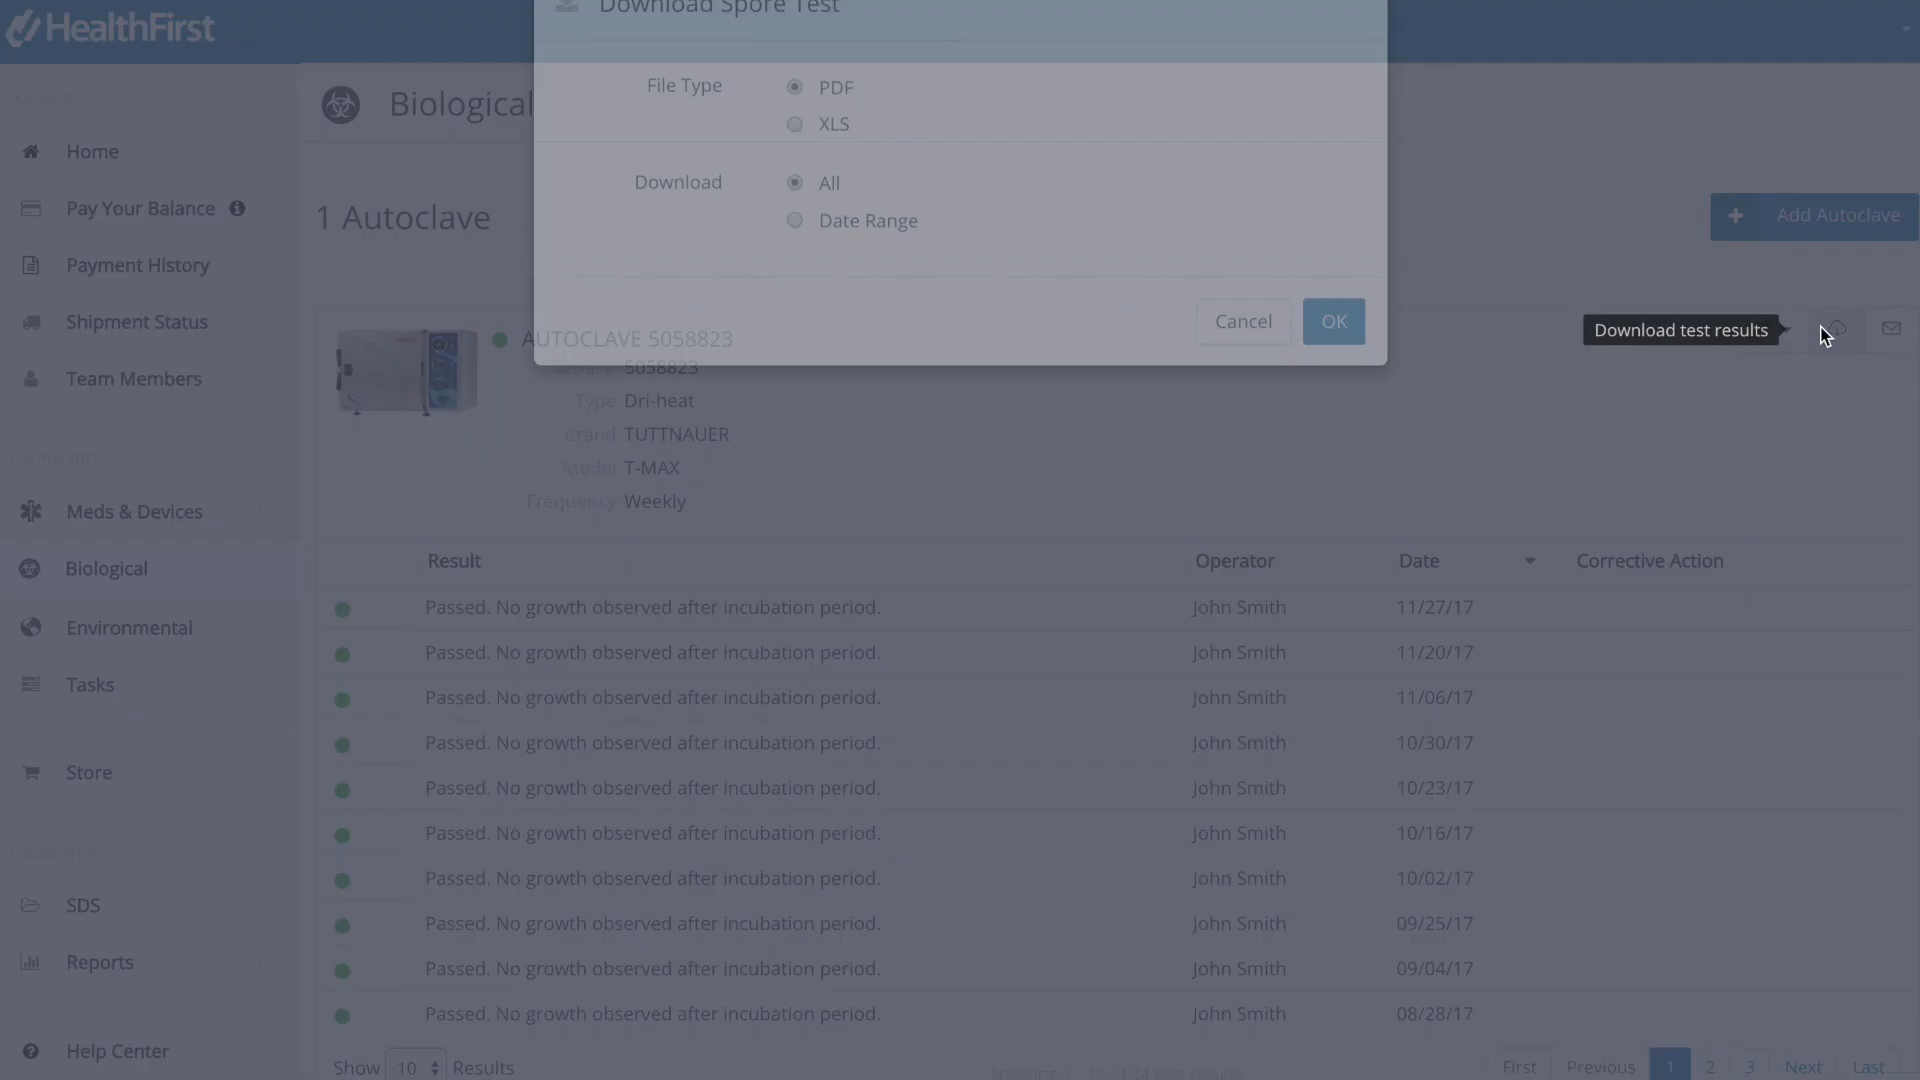 HealthFirst
Download Spore Test
File Type
PDF
XLS
Download
All
Date Range
Cancel
OK
Account
Home
Pay Your Balance
Payment History
Shipment Status
Team Members
Meds & Devices
Biological
Environmental
Tasks
Store
SDS
Reports
Help Center
Biological
1 Autoclave
Add Autoclave
Download test results
AUTOCLAVE 5058823
5058823
Type Dri-heat
Brand TUTTNAUER
Model T-MAX
Frequency Weekly
Result Operator Date Corrective Action
Passed. No growth observed after incubation period. John Smith 11/27/17
Passed. No growth observed after incubation period. John Smith 11/20/17
Passed. No growth observed after incubation period. John Smith 11/06/17
Passed. No growth observed after incubation period. John Smith 10/30/17
Passed. No growth observed after incubation period. John Smith 10/23/17
Passed. No growth observed after incubation period. John Smith 10/16/17
Passed. No growth observed after incubation period. John Smith 10/02/17
Passed. No growth observed after incubation period. John Smith 09/25/17
Passed. No growth observed after incubation period. John Smith 09/04/17
Passed. No growth observed after incubation period. John Smith 08/28/17
Show 10 Results
First Previous 1 2 3 Next Last